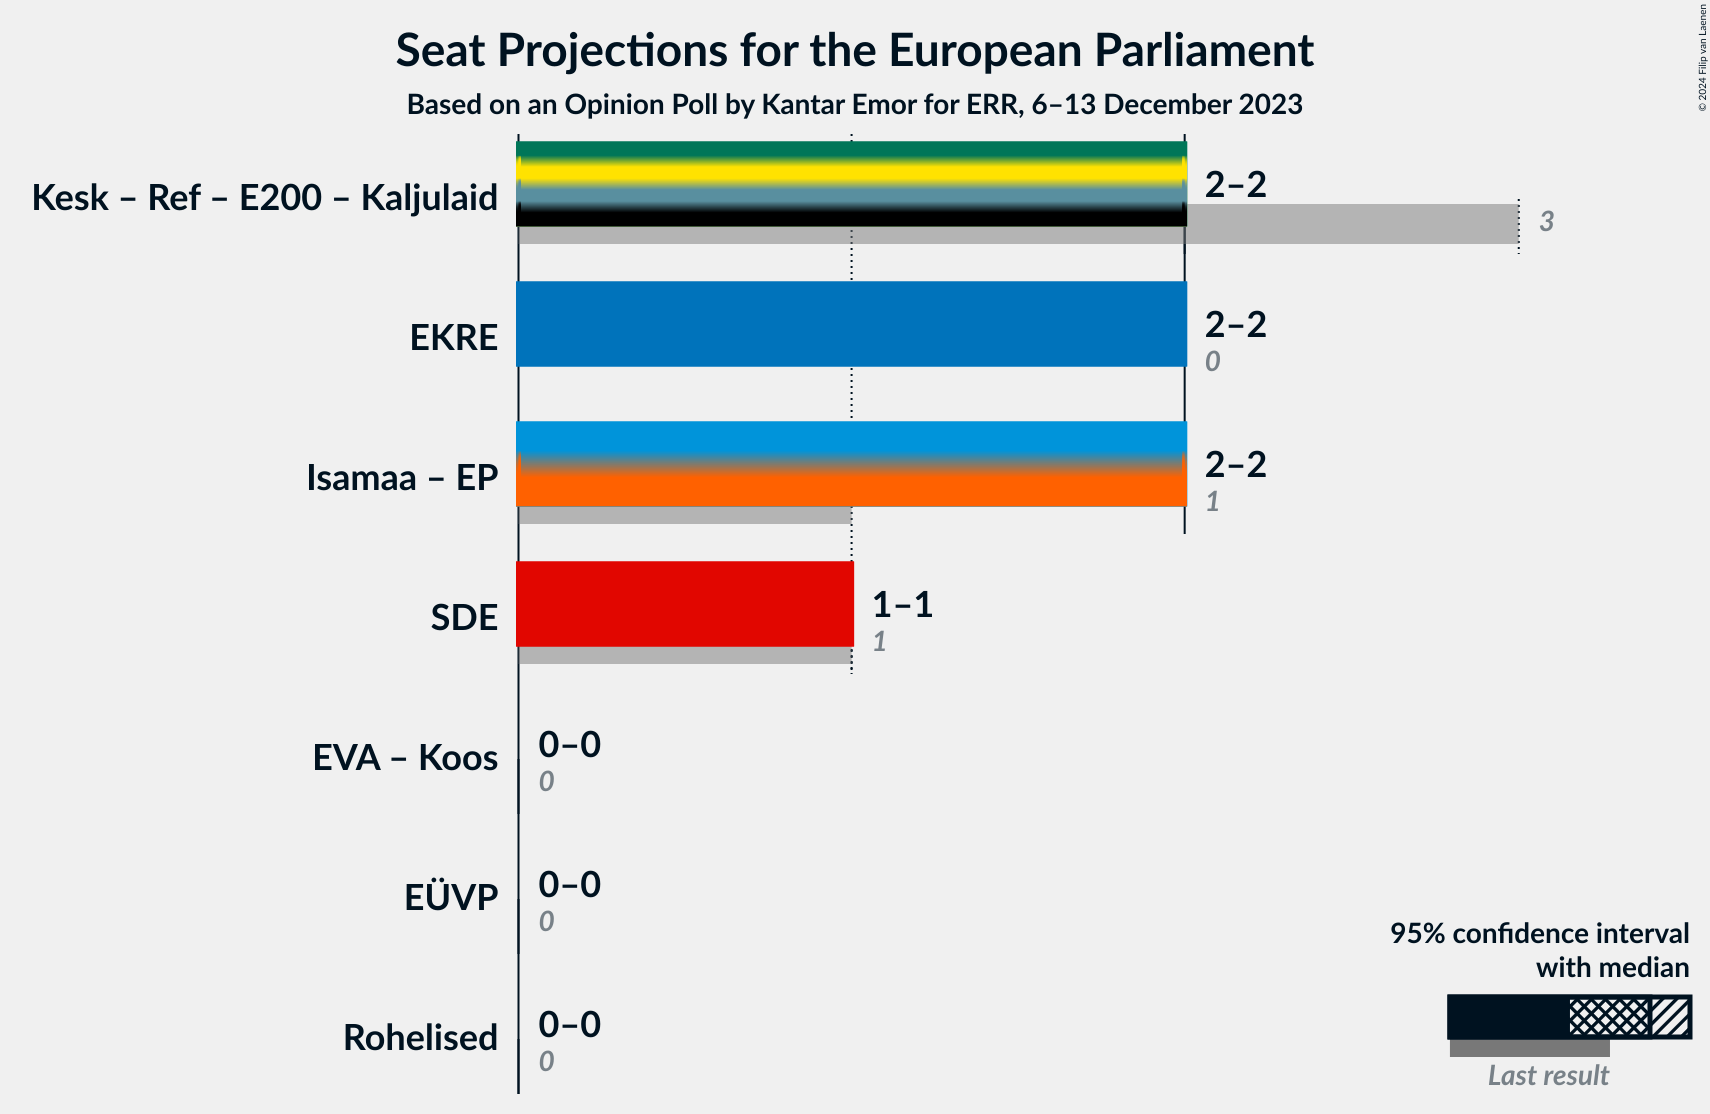 Seat Projections for the European Parliament
Based on an Opinion Poll by Kantar Emor for ERR, 6–13 December 2023
© 2024 Filip van Laenen
Kesk – Ref – E200 – Kaljulaid
2–2
3
EKRE
2–2
0
Isamaa – EP
2–2
1
SDE
1–1
1
EVA – Koos
0–0
0
EÜVP
0–0
0
Rohelised
0–0
0
95% confidence interval
with median
Last result